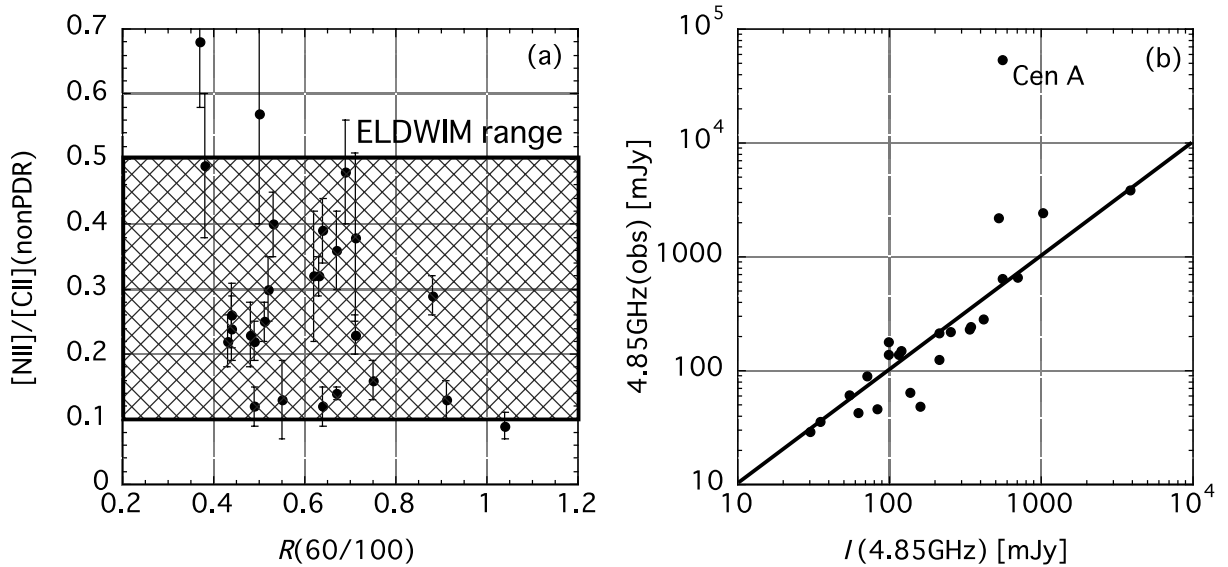 (a)
0.7
0.6
0.5
0.4
0.3
0.2
0.1
0
[NII]/[CII](nonPDR)
ELDWIM range
0.2
0.4
0.6
0.8
1
1.2
R(60/100)
(b)
10^5
10^4
1000
100
10
4.85GHz(obs) [mJy]
Cen A
10
100
1000
10^4
I(4.85GHz) [mJy]